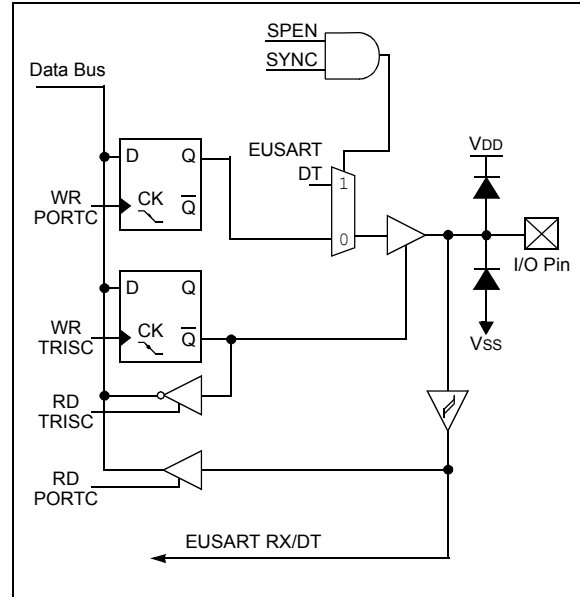 SPEN
SYNC
Data Bus
EUSART
DT
VDD
D Q
1
WR
PORTC
CK
Q
0
I/O Pin
D Q
WR
TRISC
CK
Q
VSS
RD
TRISC
RD
PORTC
EUSART RX/DT